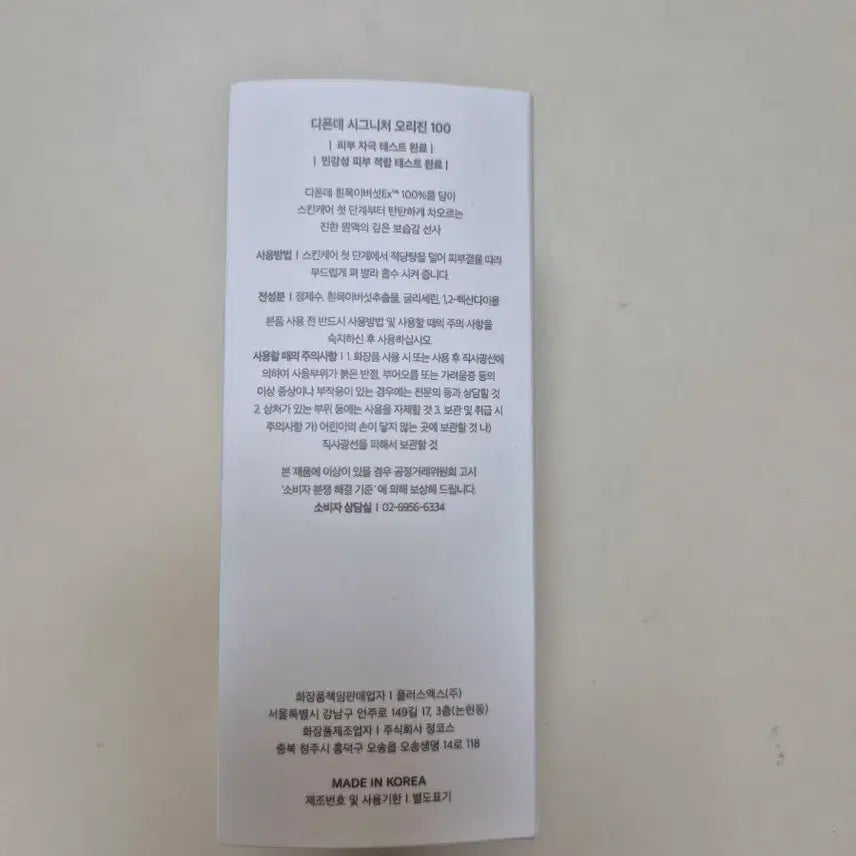 디폰데 시그니처 오리진 100
| 피부 자극 테스트 완료 |
| 민감성 피부 적합 테스트 완료 |
디폰데 흰목이버섯Ex™ 100%를 담아
스킨케어 첫 단계부터 탄탄하게 차오르는
진한 원액의 깊은 보습감 선사
사용방법 | 스킨케어 첫 단계에서 적당량을 덜어 피부결을 따라
부드럽게 펴 발라 흡수 시켜 줍니다.
전성분 | 정제수, 흰목이버섯추출물, 글리세린, 1,2-헥산다이올
본품 사용 전 반드시 사용방법 및 사용할 때의 주의 사항을
숙지하신 후 사용하십시오.
사용할 때의 주의사항 | 1. 화장품 사용 시 또는 사용 후 직사광선에
의하여 사용부위가 붉은 반점, 부어오름 또는 가려움증 등의
이상 증상이나 부작용이 있는 경우에는 전문의 등과 상담할 것
2. 상처가 있는 부위 등에는 사용을 자제할 것 3. 보관 및 취급 시
주의사항 가) 어린이의 손이 닿지 않는 곳에 보관할 것 나)
직사광선을 피해서 보관할 것
본 제품에 이상이 있을 경우 공정거래위원회 고시
'소비자 분쟁 해결 기준' 에 의해 보상해 드립니다.
소비자 상담실 | 02-6956-6334
화장품책임판매업자 | 플러스엑스(주)
서울특별시 강남구 언주로 149길 17, 3층(논현동)
화장품제조업자 | 주식회사 정코스
충북 청주시 흥덕구 오송읍 오송생명 14로 118
MADE IN KOREA
제조번호 및 사용기한 | 별도표기